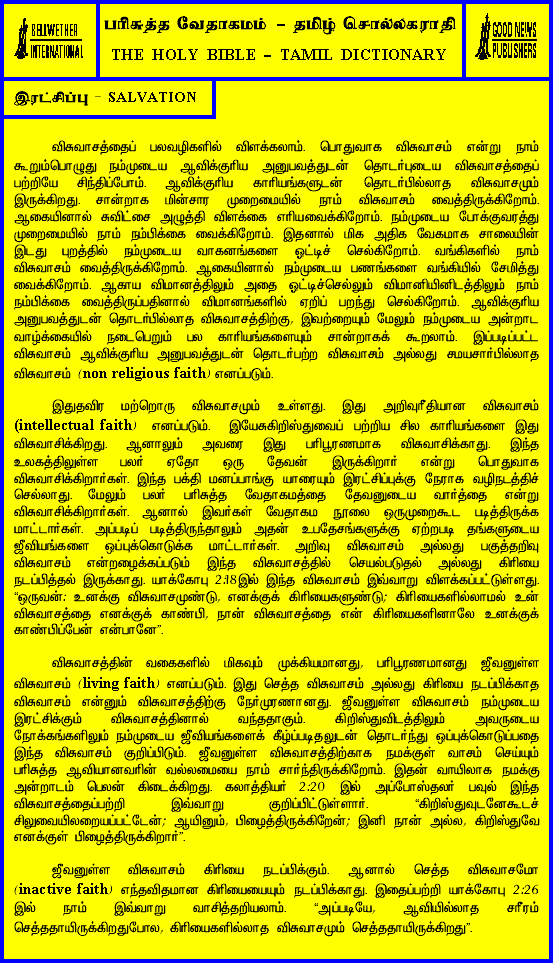 BELLWETHER
INTERNATIONAL
பரிசுத்த வேதாகமம் – தமிழ் சொல்லகராதி
THE HOLY BIBLE – TAMIL DICTIONARY
GOOD NEWS
PUBLISHERS
இரட்சிப்பு – SALVATION
விசுவாசத்தைப் பலவழிகளில் விளக்கலாம். பொதுவாக விசுவாசம் என்று நாம்
கூறும்பொழுது நம்முடைய ஆவிக்குரிய அனுபவத்துடன் தொடர்புடைய விசுவாசத்தைப்
பற்றியே சிந்திப்போம். ஆவிக்குரிய காரியங்களுடன் தொடர்பில்லாத விசுவாசமும்
இருக்கிறது. சான்றாக மின்சார முறைமையில் நாம் விசுவாசம் வைத்திருக்கிறோம்.
ஆகையினால் சுவிட்சை அழுத்தி விளக்கை எரியவைக்கிறோம். நம்முடைய போக்குவரத்து
முறைமையில் நாம் நம்பிக்கை வைக்கிறோம். இதனால் மிக அதிக வேகமாக சாலையின்
இடது புறத்தில் நம்முடைய வாகனங்களை ஓட்டிச் செல்கிறோம். வங்கிகளில் நாம்
விசுவாசம் வைத்திருக்கிறோம். ஆகையினால் நம்முடைய பணங்களை வங்கியில் சேமித்து
வைக்கிறோம். ஆகாய விமானத்திலும் அதை ஓட்டிச்செல்லும் விமானியினிடத்திலும் நாம்
நம்பிக்கை வைத்திருப்பதினால் விமானங்களில் ஏறிப் பறந்து செல்கிறோம். ஆவிக்குரிய
அனுபவத்துடன் தொடர்பில்லாத விசுவாசத்திற்கு, இவற்றையும் மேலும் நம்முடைய அன்றாட
வாழ்க்கையில் நடைபெறும் பல காரியங்களையும் சான்றாகக் கூறலாம். இப்படிப்பட்ட
விசுவாசம் ஆவிக்குரிய அனுபவத்துடன் தொடர்பற்ற விசுவாசம் அல்லது சமயசார்பில்லாத
விசுவாசம் (non religious faith) எனப்படும்.
இதுதவிர மற்றொரு விசுவாசமும் உள்ளது. இது அறிவுரீதியான விசுவாசம்
(intellectual faith) எனப்படும். இயேசுகிறிஸ்துவைப் பற்றிய சில காரியங்களை இது
விசுவாசிக்கிறது. ஆனாலும் அவரை இது பரிபூரணமாக விசுவாசிக்காது. இந்த
உலகத்திலுள்ள பலர் ஏதோ ஒரு தேவன் இருக்கிறார் என்று பொதுவாக
விசுவாசிக்கிறார்கள். இந்த பக்தி மனப்பாங்கு யாரையும் இரட்சிப்புக்கு நேராக வழிநடத்திச்
செல்லாது. மேலும் பலர் பரிசுத்த வேதாகமத்தை தேவனுடைய வார்த்தை என்று
விசுவாசிக்கிறார்கள். ஆனால் இவர்கள் வேதாகம நூலை ஒருமுறைகூட படித்திருக்க
மாட்டார்கள். அப்படிப் படித்திருந்தாலும் அதன் உபதேசங்களுக்கு ஏற்றபடி தங்களுடைய
ஜீவியங்களை ஒப்புக்கொடுக்க மாட்டார்கள். அறிவு விசுவாசம் அல்லது பகுத்தறிவு
விசுவாசம் என்றழைக்கப்படும் இந்த விசுவாசத்தில் செயல்படுதல் அல்லது கிரியை
நடப்பித்தல் இருக்காது. யாக்கோபு 2:18இல் இந்த விசுவாசம் இவ்வாறு விளக்கப்பட்டுள்ளது.
“ஒருவன்: உனக்கு விசுவாசமுண்டு, எனக்குக் கிரியைகளுண்டு; கிரியைகளில்லாமல் உன்
விசுவாசத்தை எனக்குக் காண்பி, நான் விசுவாசத்தை என் கிரியைகளினாலே உனக்குக்
காண்பிப்பேன் என்பானே”.
விசுவாசத்தின் வகைகளில் மிகவும் முக்கியமானது, பரிபூரணமானது ஜீவனுள்ள
விசுவாசம் (living faith) எனப்படும். இது செத்த விசுவாசம் அல்லது கிரியை நடப்பிக்காத
விசுவாசம் என்னும் விசுவாசத்திற்கு நேர்முரணானது. ஜீவனுள்ள விசுவாசம் நம்முடைய
இரட்சிக்கும் விசுவாசத்தினால் வந்ததாகும். கிறிஸ்துவிடத்திலும் அவருடைய
நோக்கங்களிலும் நம்முடைய ஜீவியங்களைக் கீழ்ப்படிதலுடன் தொடர்ந்து ஒப்புக்கொடுப்பதை
இந்த விசுவாசம் குறிப்பிடும். ஜீவனுள்ள விசுவாசத்திற்காக நமக்குள் வாசம் செய்யும்
பரிசுத்த ஆவியானவரின் வல்லமையை நாம் சார்ந்திருக்கிறோம். இதன் வாயிலாக நமக்கு
அன்றாடம் பெலன் கிடைக்கிறது. கலாத்தியர் 2:20 இல் அப்போஸ்தலர் பவுல் இந்த
விசுவாசத்தைப்பற்றி இவ்வாறு குறிப்பிட்டுள்ளார். “கிறிஸ்துவுடனேகூடச்
சிலுவையிலறையப்பட்டேன்; ஆயினும், பிழைத்திருக்கிறேன்; இனி நான் அல்ல, கிறிஸ்துவே
எனக்குள் பிழைத்திருக்கிறார்”.
ஜீவனுள்ள விசுவாசம் கிரியை நடப்பிக்கும். ஆனால் செத்த விசுவாசமோ
(inactive faith) எந்தவிதமான கிரியையையும் நடப்பிக்காது. இதைப்பற்றி யாக்கோபு 2:26
இல் நாம் இவ்வாறு வாசித்தறியலாம். “அப்படியே, ஆவியில்லாத சரீரம்
செத்ததாயிருக்கிறதுபோல, கிரியைகளில்லாத விசுவாசமும் செத்ததாயிருக்கிறது”.